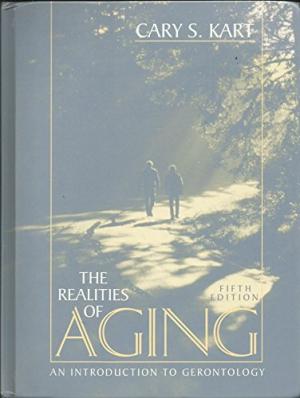 CARY S. KART
THE
REALITIES
OF
AGING
FIFTH
EDITION
AN INTRODUCTION TO GERONTOLOGY